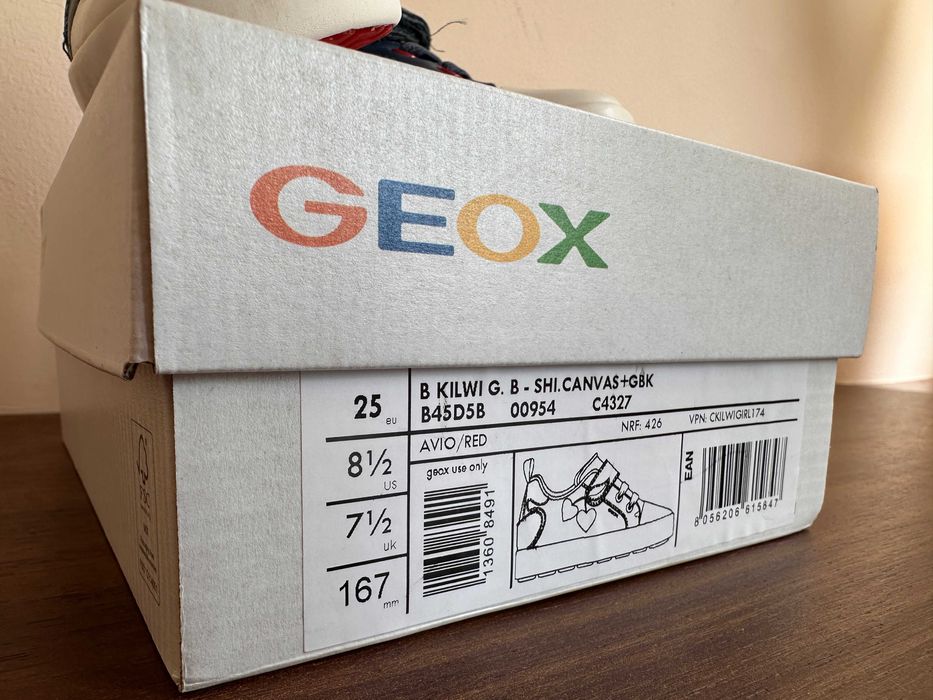 GEOX
25 eu
B KILWI G. B - SHI.CANVAS+GBK
B45D5B 00954 C4327
NRF: 426 VPN: CKILWIGIRL174
AVIO/RED
8½ US
7½ uk
167 mm
geox use only
1360 8491
EAN
8 056206 615847
FSC